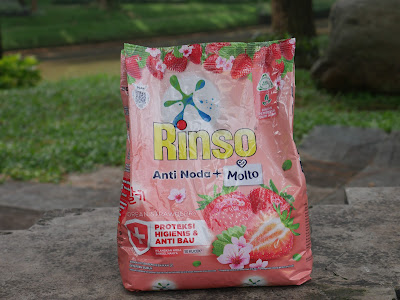 Rinso
Anti Noda + Molto
PROTEKSI
HIGIENIS &
ANTI BAU